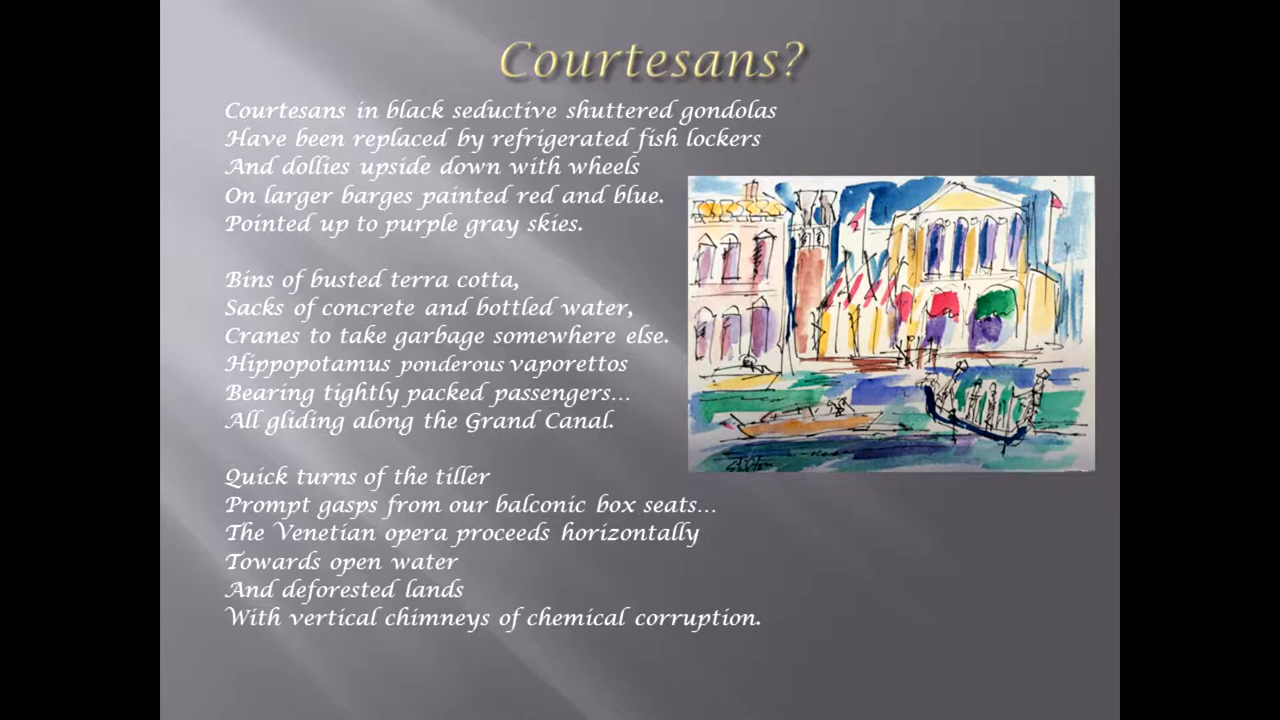 Courtesans?
Courtesans in black seductive shuttered gondolas
Have been replaced by refrigerated fish lockers
And dollies upside down with wheels
On larger barges painted red and blue.
Pointed up to purple gray skies.
Bins of busted terra cotta,
Sacks of concrete and bottled water,
Cranes to take garbage somewhere else.
Hippopotamus ponderous vaporettos
Bearing tightly packed passengers...
All gliding along the Grand Canal.
Quick turns of the tiller
Prompt gasps from our balconic box seats...
The Venetian opera proceeds horizontally
Towards open water
And deforested lands
With vertical chimneys of chemical corruption.